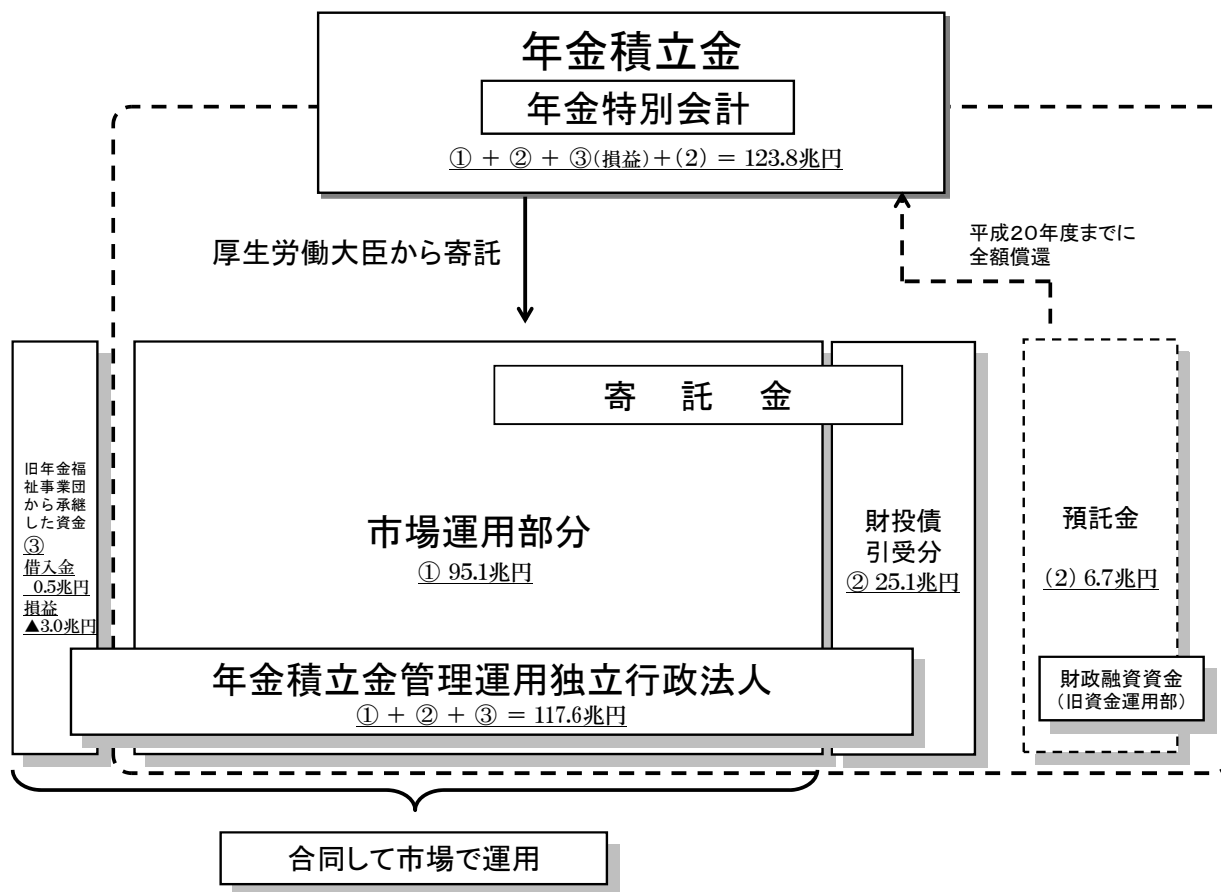 年金積立金
年金特別会計
① + ② + ③(損益)+(2) = 123.8兆円
厚生労働大臣から寄託
平成20年度までに
全額償還
旧年金福
祉事業団
から承継
した資金
③
借入金
0.5兆円
損益
▲3.0兆円
寄 託 金
市場運用部分
① 95.1兆円
財投債
引受分
② 25.1兆円
預託金
(2) 6.7兆円
年金積立金管理運用独立行政法人
① + ② + ③ = 117.6兆円
財政融資資金
(旧資金運用部)
合同して市場で運用